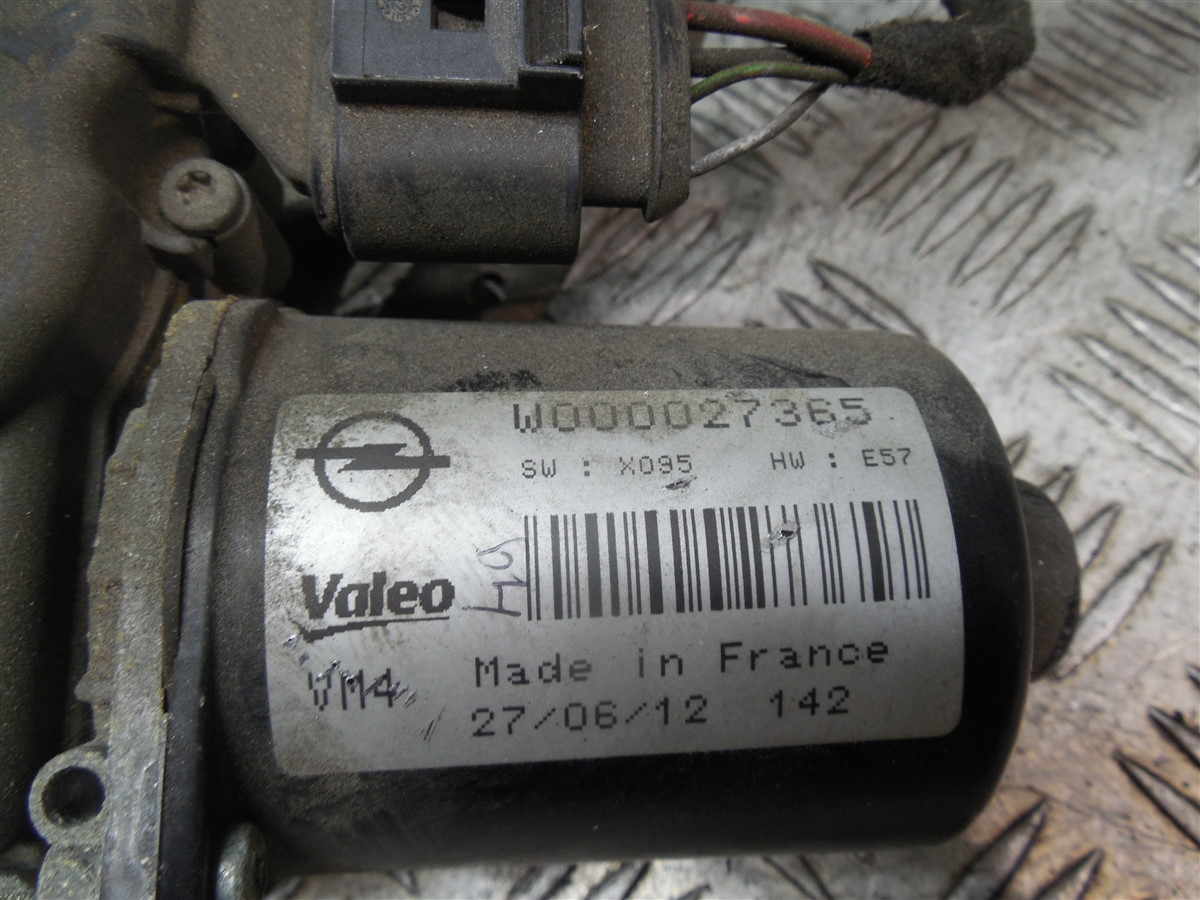 W000027365
SW : X095 HW : E57
Valeo
VM4
Made in France
27/06/12 142